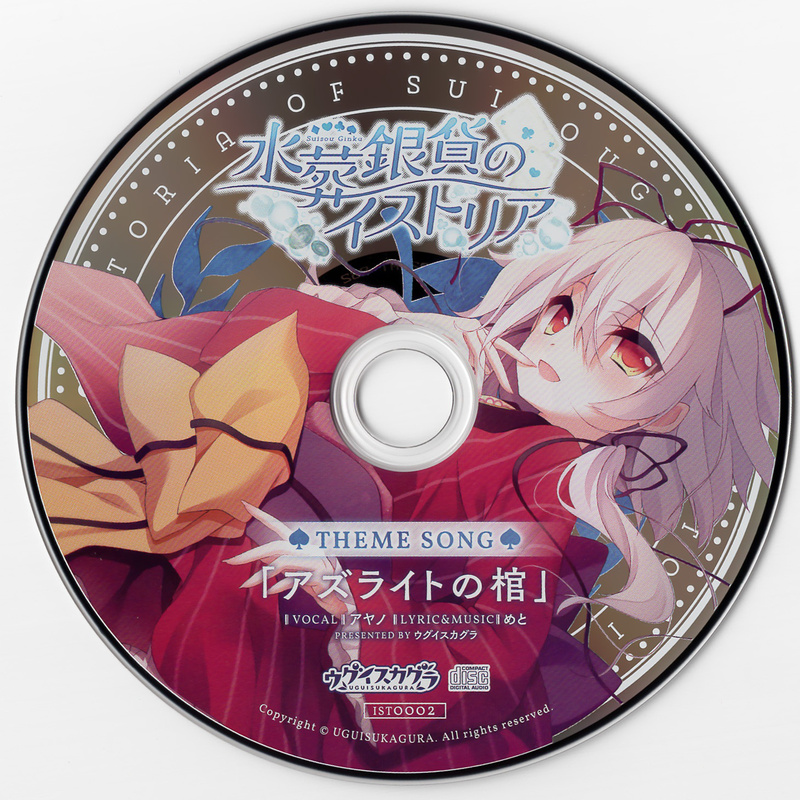 TORIA OF SUISOUG
Suisou Ginka
水葬銀貨の
イストリア
THEME SONG
「アズライトの棺」
VOCAL アヤノ LYRIC&MUSIC めと
PRESENTED BY ウグイスカグラ
ウグイスカグラ
UGUISUKAGURA
COMPACT
disc
DIGITAL AUDIO
IST0002
Copyright © UGUISUKAGURA. All rights reserved.